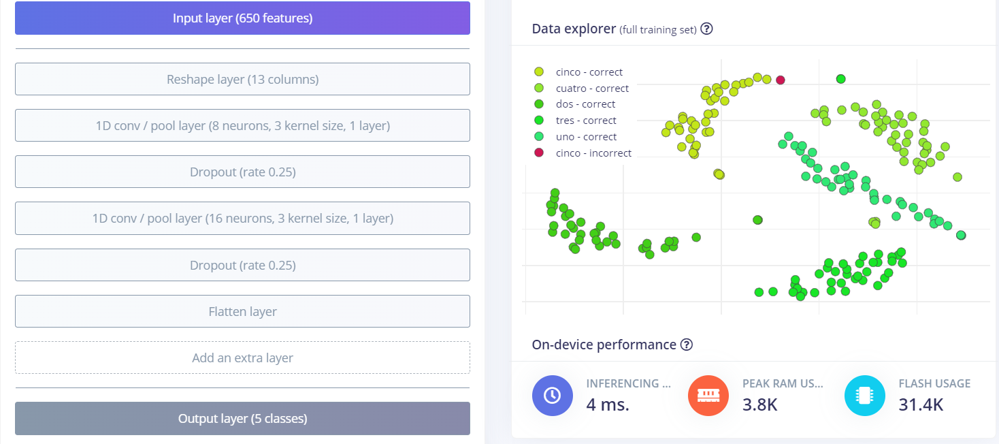 Input layer (650 features)
Reshape layer (13 columns)
1D conv / pool layer (8 neurons, 3 kernel size, 1 layer)
Dropout (rate 0.25)
1D conv / pool layer (16 neurons, 3 kernel size, 1 layer)
Dropout (rate 0.25)
Flatten layer
Add an extra layer
Output layer (5 classes)
Data explorer (full training set) ?
cinco - correct
cuatro - correct
dos - correct
tres - correct
uno - correct
cinco - incorrect
On-device performance ?
INFERENCING ...
4 ms.
PEAK RAM US...
3.8K
FLASH USAGE
31.4K